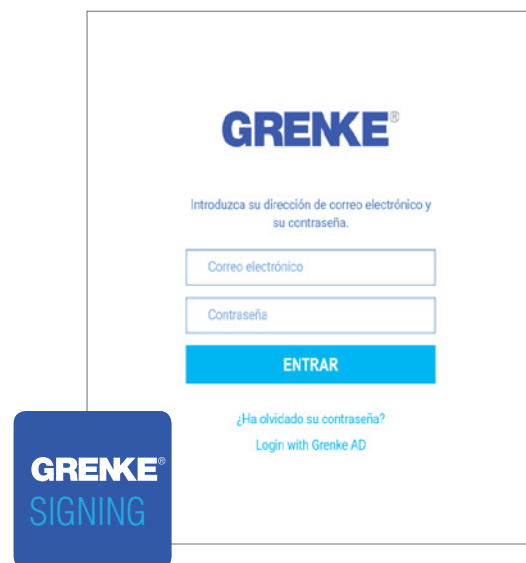 GRENKE®
Introduzca su dirección de correo electrónico y
su contraseña.
Correo electrónico
Contraseña
ENTRAR
¿Ha olvidado su contraseña?
Login with Grenke AD
GRENKE®
SIGNING